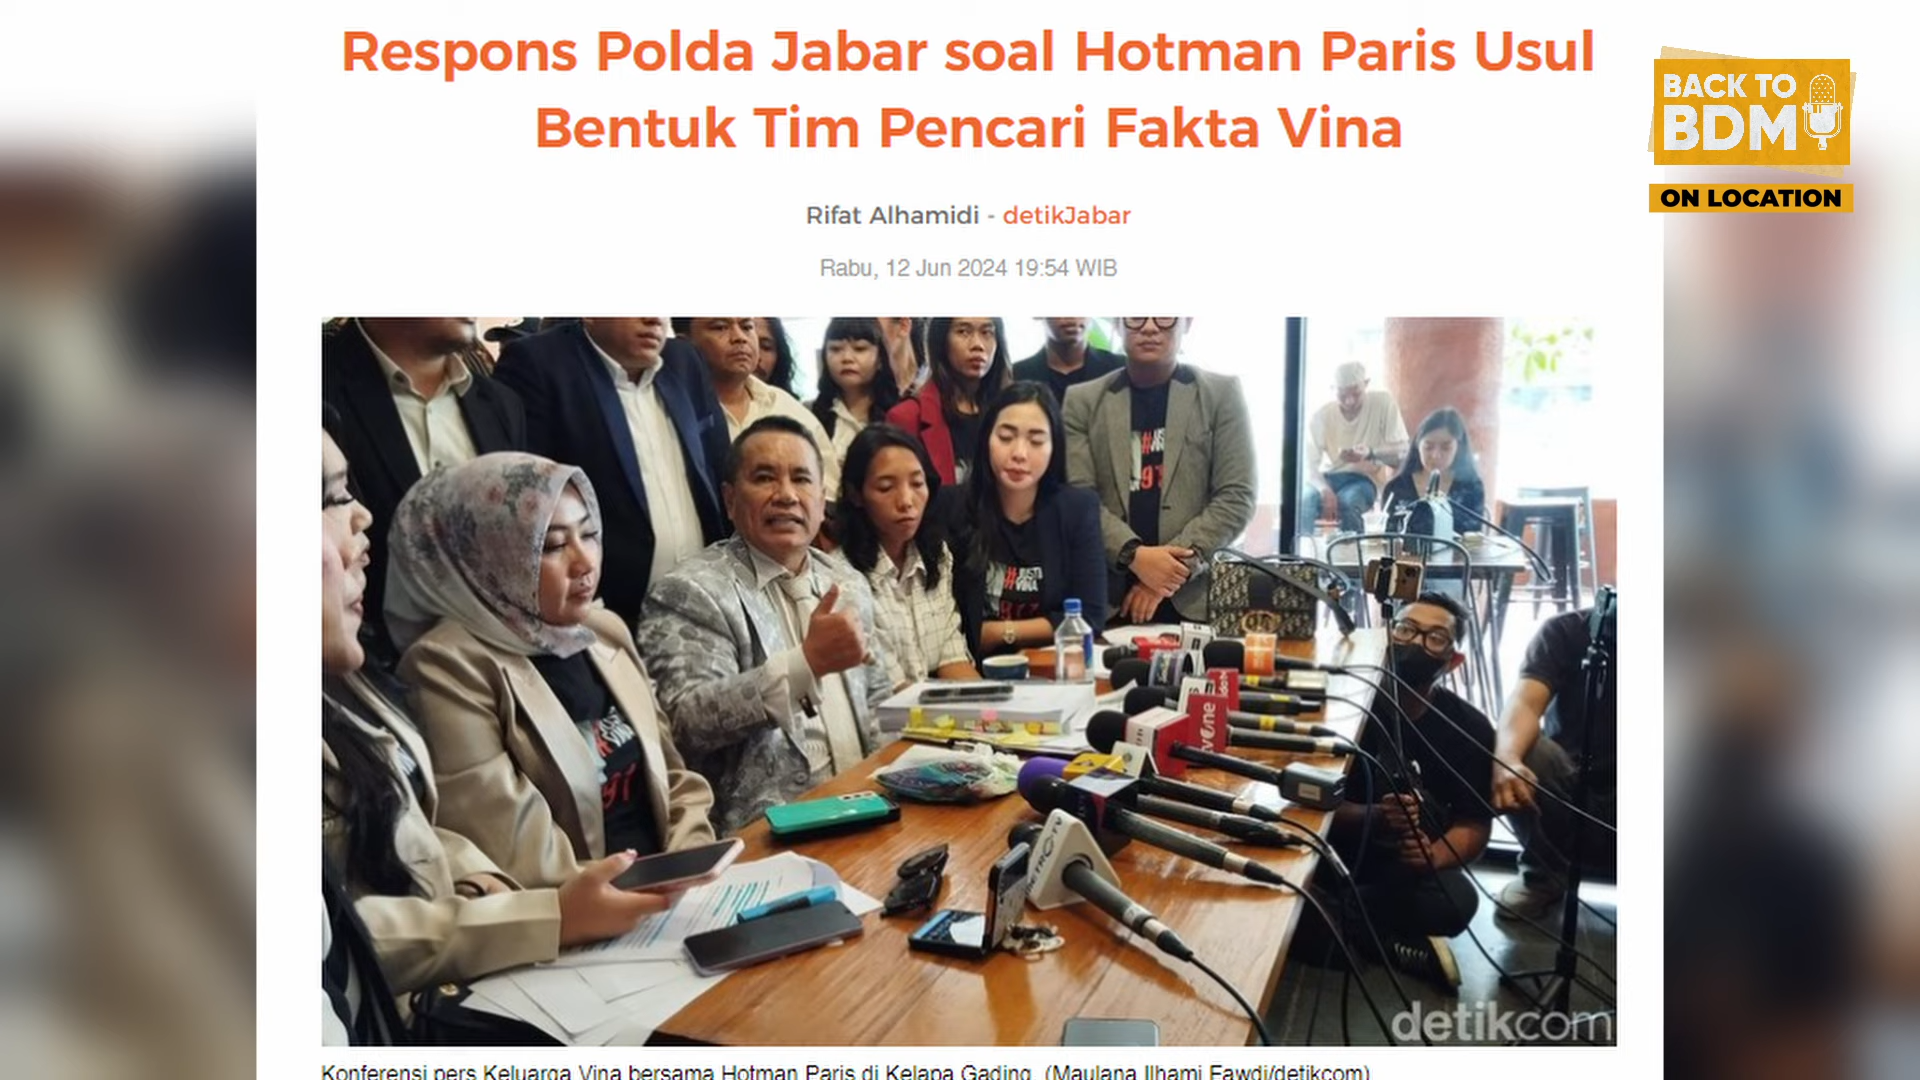 Respons Polda Jabar soal Hotman Paris Usul
Bentuk Tim Pencari Fakta Vina
BACK TO
BDM
ON LOCATION
Rifat Alhamidi - detikJabar
Rabu, 12 Jun 2024 19:54 WIB
tvOne
detikcom
Konferensi pers Keluarga Vina bersama Hotman Paris di Kelapa Gading. (Maulana Ilhami Fawdi/detikcom)